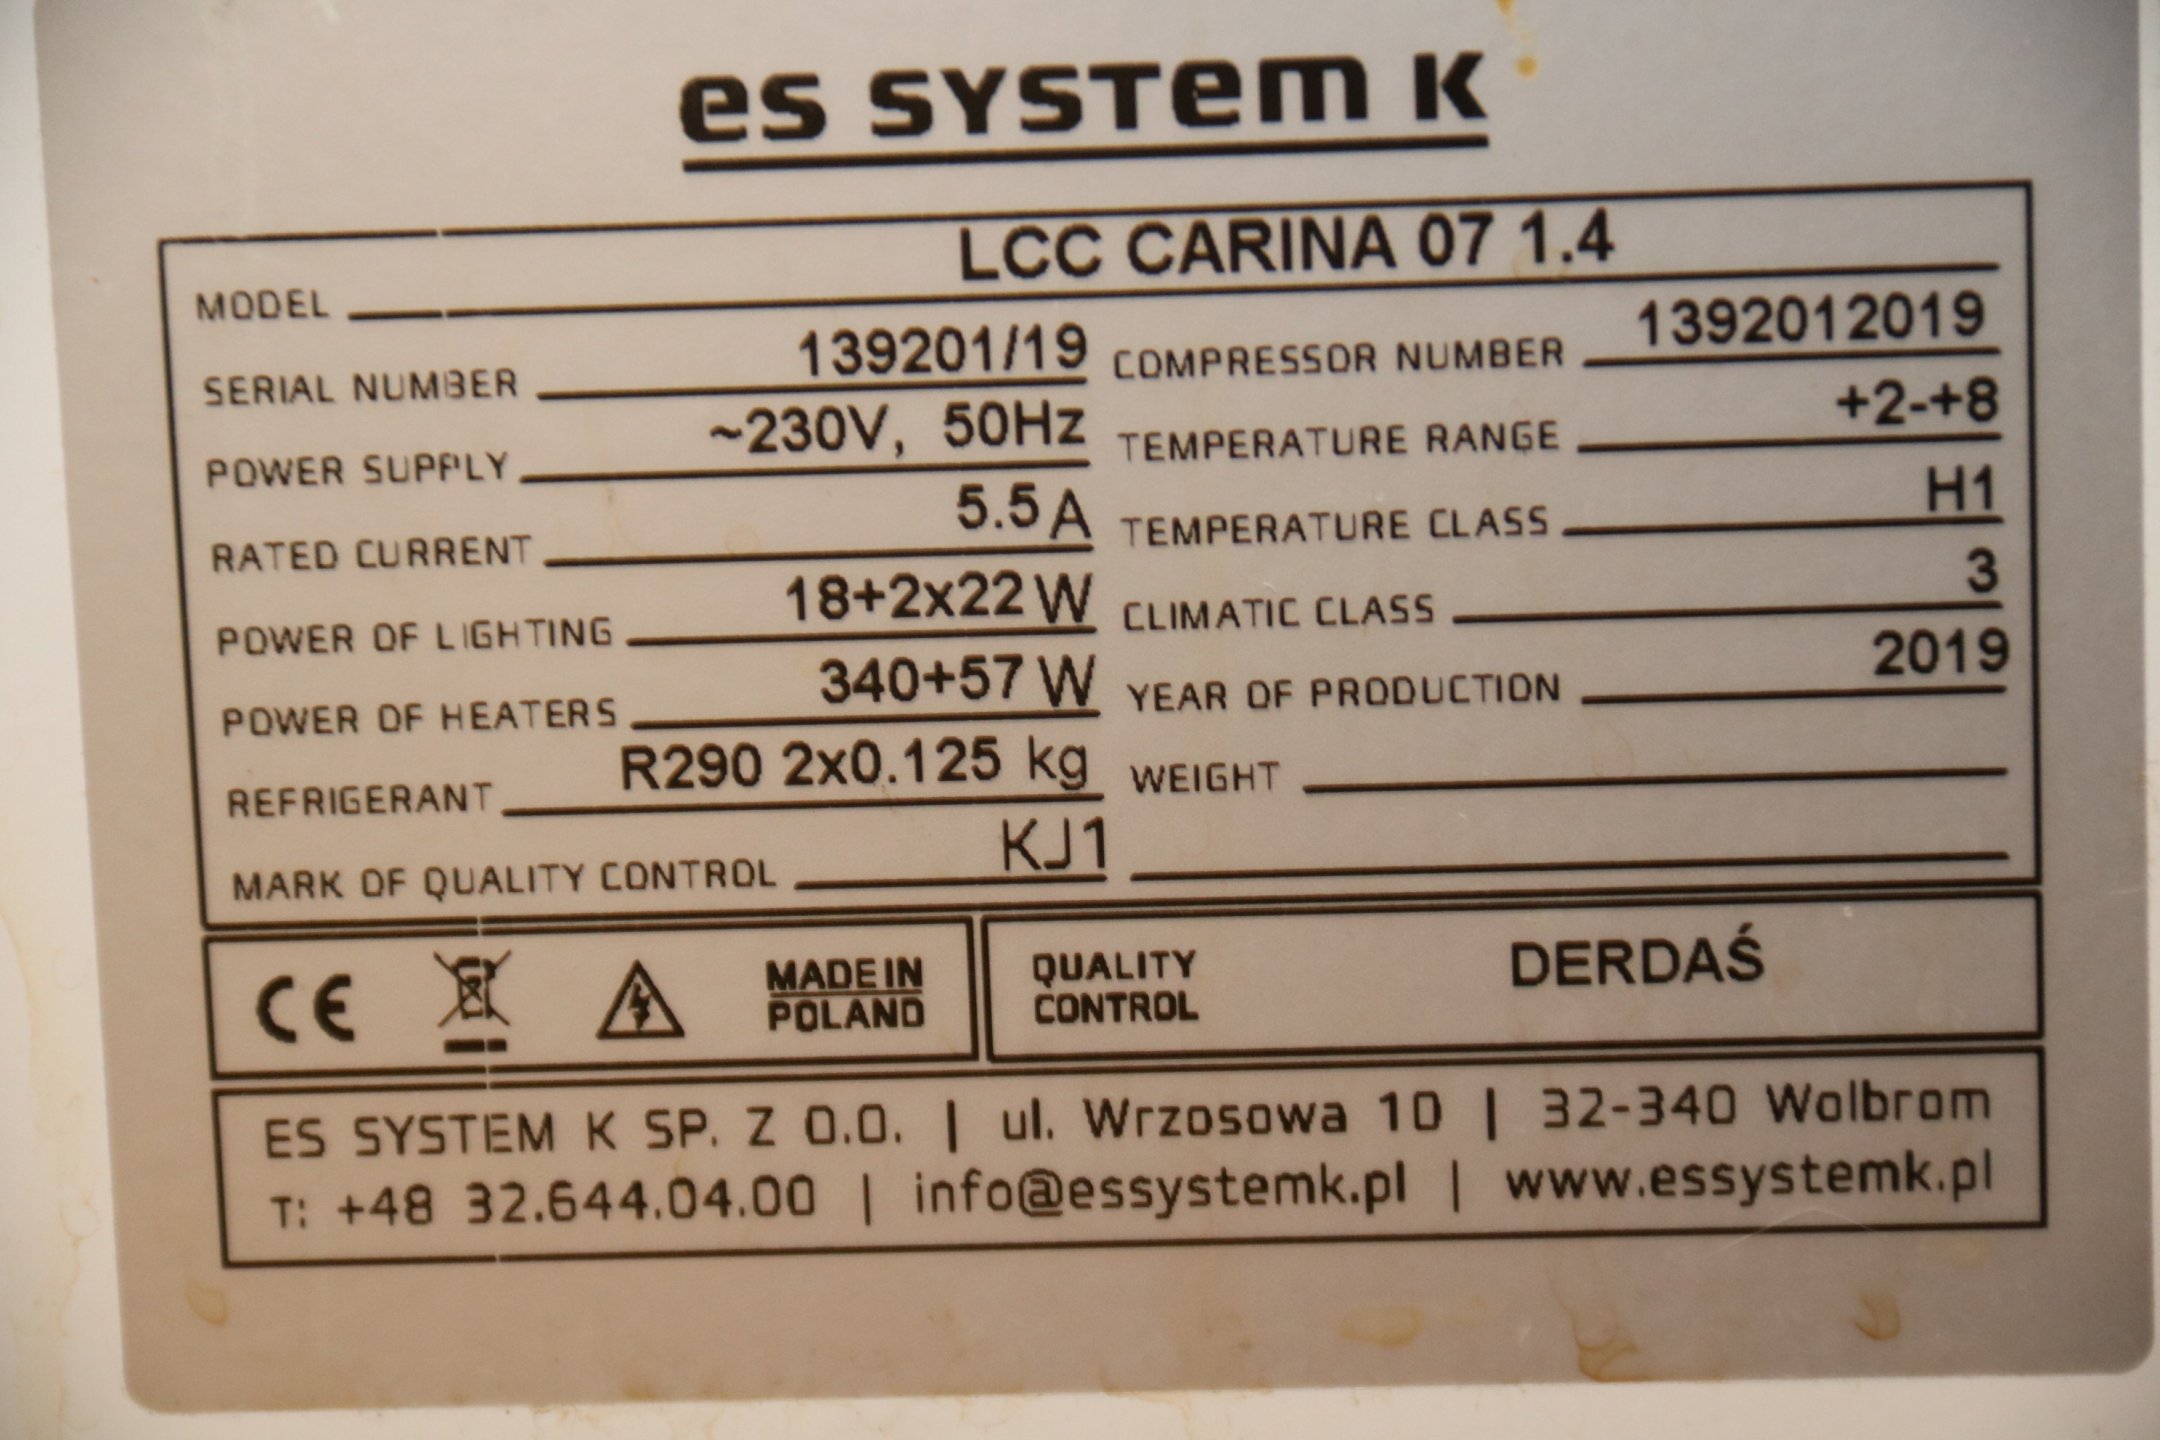 es system k
MODEL LCC CARINA 07 1.4
SERIAL NUMBER 139201/19 COMPRESSOR NUMBER 1392012019
POWER SUPPLY ~230V, 50Hz TEMPERATURE RANGE +2-+8
RATED CURRENT 5.5 A TEMPERATURE CLASS H1
POWER OF LIGHTING 18+2x22 W CLIMATIC CLASS 3
POWER OF HEATERS 340+57 W YEAR OF PRODUCTION 2019
REFRIGERANT R290 2x0.125 kg WEIGHT
MARK OF QUALITY CONTROL KJ1
CE MADE IN
POLAND
QUALITY
CONTROL
DERDAŚ
ES SYSTEM K SP. Z O.O. | ul. Wrzosowa 10 | 32-340 Wolbrom
T: +48 32.644.04.00 | info@essystemk.pl | www.essystemk.pl